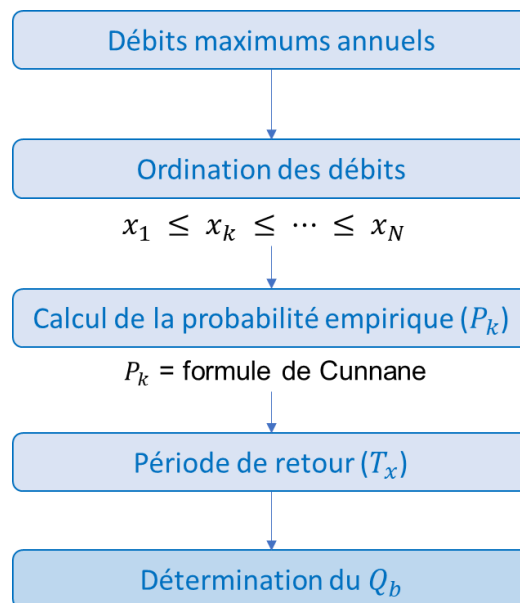 Débits maximums annuels
Ordination des débits
x₁ ≤ xₖ ≤ ⋯ ≤ x_N
Calcul de la probabilité empirique (Pₖ)
Pₖ = formule de Cunnane
Période de retour (Tₓ)
Détermination du Q_b